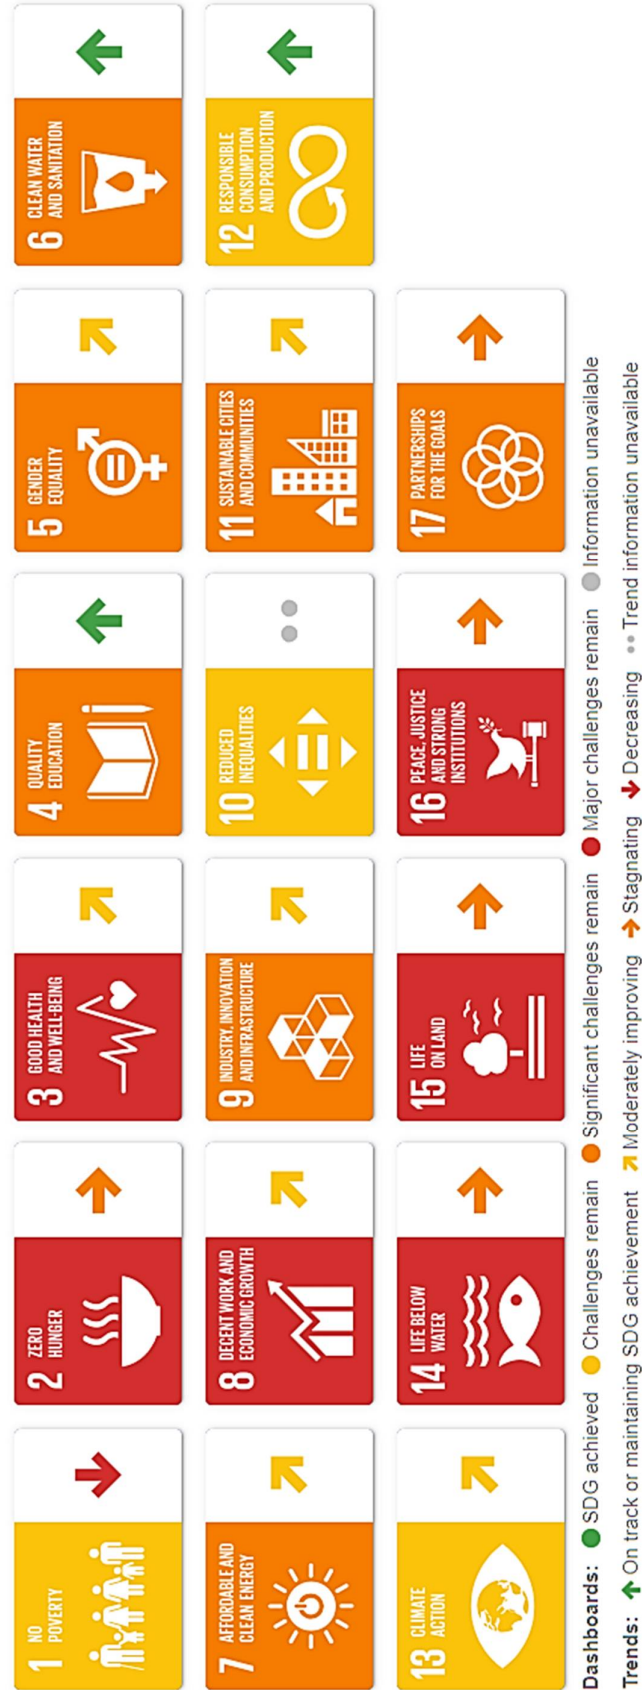 1 NO
POVERTY
2 ZERO
HUNGER
3 GOOD HEALTH
AND WELL-BEING
4 QUALITY
EDUCATION
5 GENDER
EQUALITY
6 CLEAN WATER
AND SANITATION
7 AFFORDABLE AND
CLEAN ENERGY
8 DECENT WORK AND
ECONOMIC GROWTH
9 INDUSTRY, INNOVATION
AND INFRASTRUCTURE
10 REDUCED
INEQUALITIES
11 SUSTAINABLE CITIES
AND COMMUNITIES
12 RESPONSIBLE
CONSUMPTION
AND PRODUCTION
13 CLIMATE
ACTION
14 LIFE BELOW
WATER
15 LIFE
ON LAND
16 PEACE, JUSTICE
AND STRONG
INSTITUTIONS
17 PARTNERSHIPS
FOR THE GOALS
Dashboards: SDG achieved Challenges remain Significant challenges remain Major challenges remain Information unavailable
Trends: On track or maintaining SDG achievement Moderately improving Stagnating Decreasing Trend information unavailable